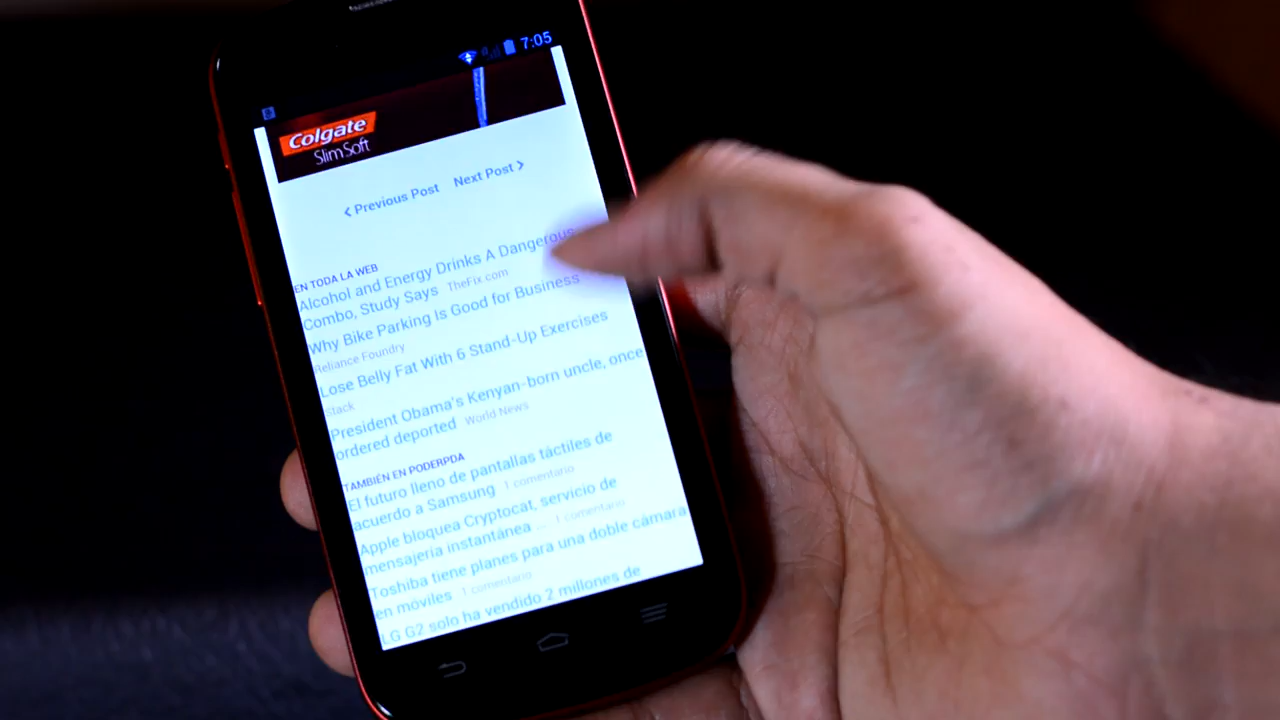 7:05
Colgate
Slim Soft
Previous Post Next Post
EN TODA LA WEB
Alcohol and Energy Drinks A Dangerous
Combo, Study Says TheFix.com
Why Bike Parking Is Good for Business
Reliance Foundry
Lose Belly Fat With 6 Stand-Up Exercises
Stack
President Obama's Kenyan-born uncle, once
ordered deported World News
TAMBIÉN EN PODERPDA
El futuro lleno de pantallas táctiles de
acuerdo a Samsung 1 comentario
Apple bloquea Cryptocat, servicio de
mensajería instantánea ... 1 comentario
Toshiba tiene planes para una doble cámara
en móviles 1 comentario
LG G2 solo ha vendido 2 millones de